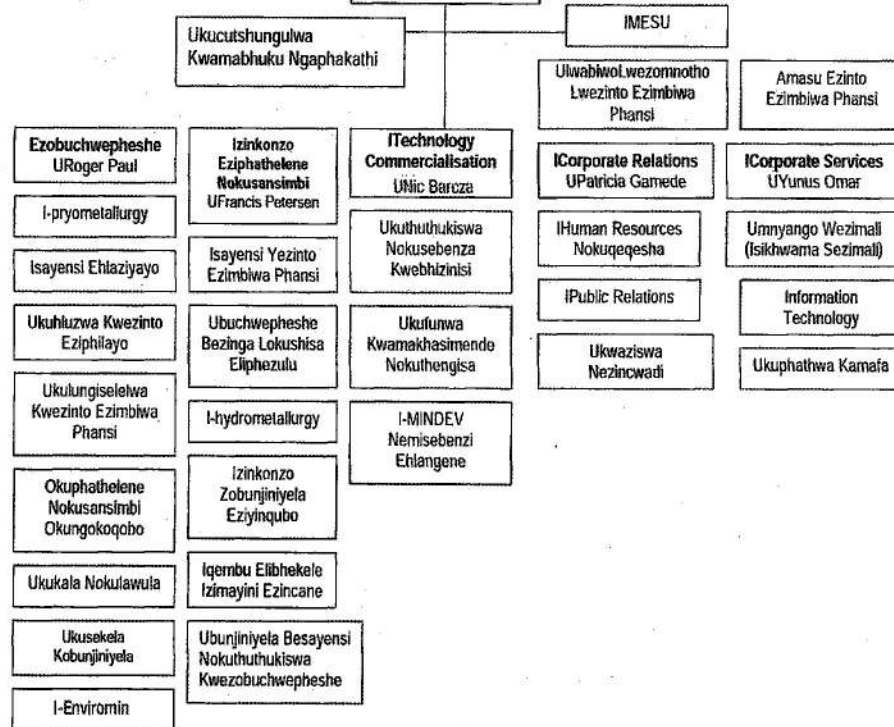 Ukucutshungulwa
Kwamabhuku Ngaphakathi
IMESU
UlwabiwoLwezomnotho
Lwezinto Ezimbiwa
Phansi
Amasu Ezinto
Ezimbiwa Phansi
Ezobuchwepheshe
URoger Paul
I-pryometallurgy
Isayensi Ehlaziyayo
Ukuhluzwa Kwezinto
Eziphilayo
Ukulungiselelwa
Kwezinto Ezimbiwa
Phansi
Okuphathelene
Nokusansimbi
Okungokoqobo
Ukukala Nokulawula
Ukusekela
Kobunjiniyela
I-Enviromin
Izinkonzo
Eziphathelene
Nokusansimbi
UFrancis Petersen
Isayensi Yezinto
Ezimbiwa Phansi
Ubuchwepheshe
Bezinga Lokushisa
Eliphezulu
I-hydrometallurgy
Izinkonzo
Zobunjiniyela
Eziyinqubo
Iqembu Elibhekele
Izimayini Ezincane
Ubunjiniyela Besayensi
Nokuthuthukiswa
Kwezobuchwepheshe
ITechnology
Commercialisation
UNic Barcza
Ukuthuthukiswa
Nokusebenza
Kwebhizinisi
Ukufunwa
Kwamakhasimende
Nokuthengisa
I-MINDEV
Nemisebenzi
Ehlangene
ICorporate Relations
UPatricia Gamede
IHuman Resources
Nokuqeqesha
IPublic Relations
Ukwaziswa
Nezincwadi
ICorporate Services
UYunus Omar
Umnyango Wezimali
(Isikhwama Sezimali)
Information
Technology
Ukuphathwa Kamafa